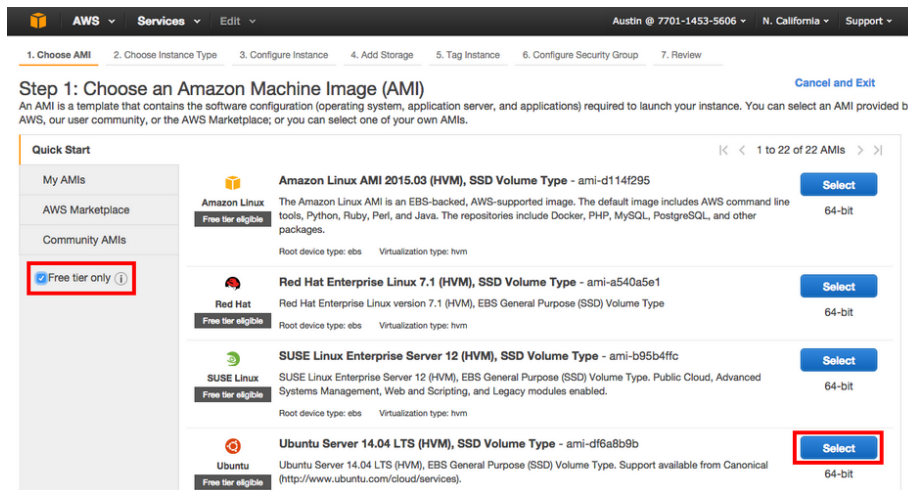 AWS Services Edit Austin @ 7701-1453-5606 N. California Support
1. Choose AMI 2. Choose Instance Type 3. Configure Instance 4. Add Storage 5. Tag Instance 6. Configure Security Group 7. Review
Step 1: Choose an Amazon Machine Image (AMI)
Cancel and Exit
An AMI is a template that contains the software configuration (operating system, application server, and applications) required to launch your instance. You can select an AMI provided b
AWS, our user community, or the AWS Marketplace; or you can select one of your own AMIs.
Quick Start
1 to 22 of 22 AMIs
My AMIs
AWS Marketplace
Community AMIs
Free tier only
Amazon Linux
Free tier eligible
Amazon Linux AMI 2015.03 (HVM), SSD Volume Type - ami-d114f295
The Amazon Linux AMI is an EBS-backed, AWS-supported image. The default image includes AWS command line
tools, Python, Ruby, Perl, and Java. The repositories include Docker, PHP, MySQL, PostgreSQL, and other
packages.
Root device type: ebs Virtualization type: hvm
Select
64-bit
Red Hat
Free tier eligible
Red Hat Enterprise Linux 7.1 (HVM), SSD Volume Type - ami-a540a5e1
Red Hat Enterprise Linux version 7.1 (HVM), EBS General Purpose (SSD) Volume Type
Root device type: ebs Virtualization type: hvm
Select
64-bit
SUSE Linux
Free tier eligible
SUSE Linux Enterprise Server 12 (HVM), SSD Volume Type - ami-b95b4ffc
SUSE Linux Enterprise Server 12 (HVM), EBS General Purpose (SSD) Volume Type. Public Cloud, Advanced
Systems Management, Web and Scripting, and Legacy modules enabled.
Root device type: ebs Virtualization type: hvm
Select
64-bit
Ubuntu
Free tier eligible
Ubuntu Server 14.04 LTS (HVM), SSD Volume Type - ami-df6a8b9b
Ubuntu Server 14.04 LTS (HVM), EBS General Purpose (SSD) Volume Type. Support available from Canonical
(http://www.ubuntu.com/cloud/services).
Select
64-bit